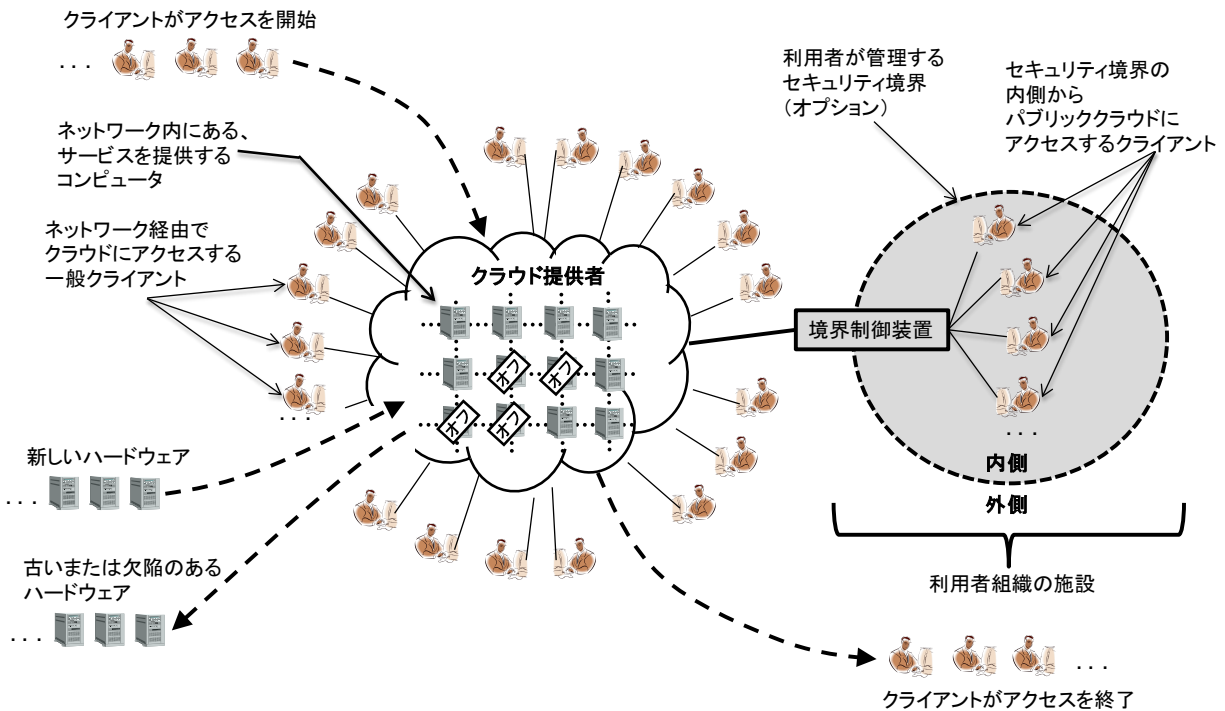 クライアントがアクセスを開始
...
ネットワーク内にある、
サービスを提供する
コンピュータ
ネットワーク経由で
クラウドにアクセスする
一般クライアント
...
新しいハードウェア
...
古いまたは欠陥のある
ハードウェア
...
クラウド提供者
オフ
オフ
オフ
オフ
利用者が管理する
セキュリティ境界
(オプション)
セキュリティ境界の
内側から
パブリッククラウドに
アクセスするクライアント
境界制御装置
...
内側
外側
利用者組織の施設
...
クライアントがアクセスを終了